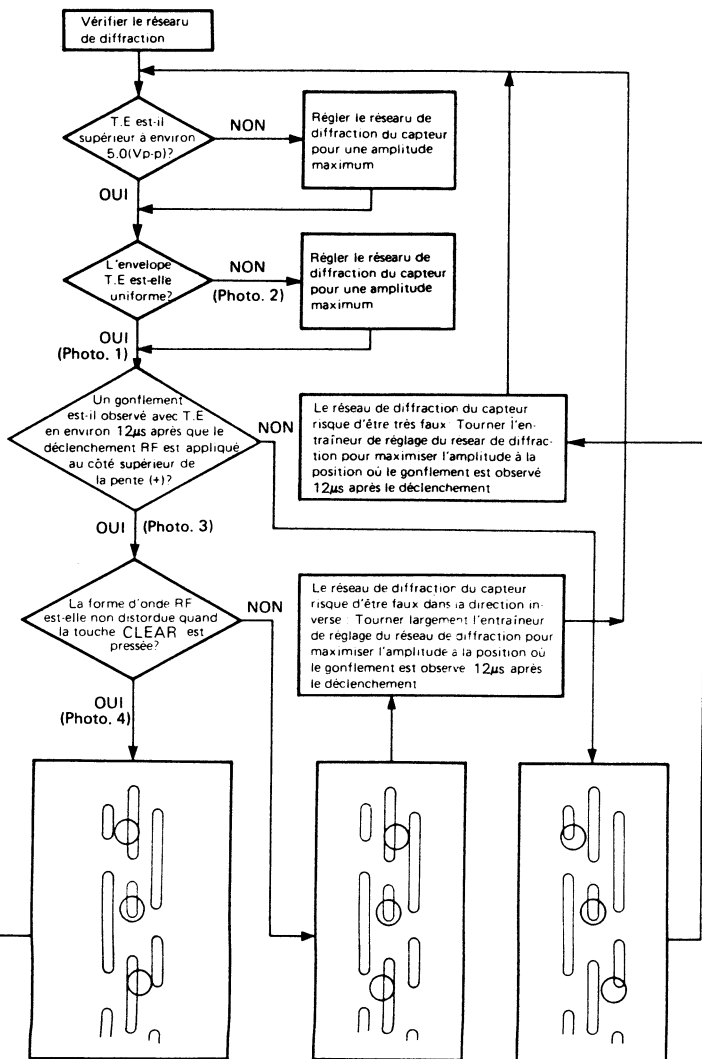 Vérifier le résearu
de diffraction
T.E est-il
supérieur à environ
5.0(Vp-p)?
NON
Régler le résearu de
diffraction du capteur
pour une amplitude
maximum
OUI
L'envelope
T.E est-elle
uniforme?
NON
(Photo. 2)
Régler le résearu de
diffraction du capteur
pour une amplitude
maximum
OUI
(Photo. 1)
Un gonflement
est-il observé avec T.E
en environ 12µs après que le
déclenchement RF est appliqué
au côté supérieur de
la pente (+)?
NON
Le réseau de diffraction du capteur
risque d'être très faux: Tourner l'en-
traîneur de réglage du resear de diffrac-
tion pour maximiser l'amplitude à la
position où le gonflement est observé
12µs après le déclenchement
OUI
(Photo. 3)
La forme d'onde RF
est-elle non distordue quand
la touche CLEAR est
pressée?
NON
Le réseau de diffraction du capteur
risque d'être faux dans la direction in-
verse : Tourner largement l'entraîneur
de réglage du réseau de diffraction pour
maximiser l'amplitude à la position où
le gonflement est observe 12µs après
le déclenchement
OUI
(Photo. 4)